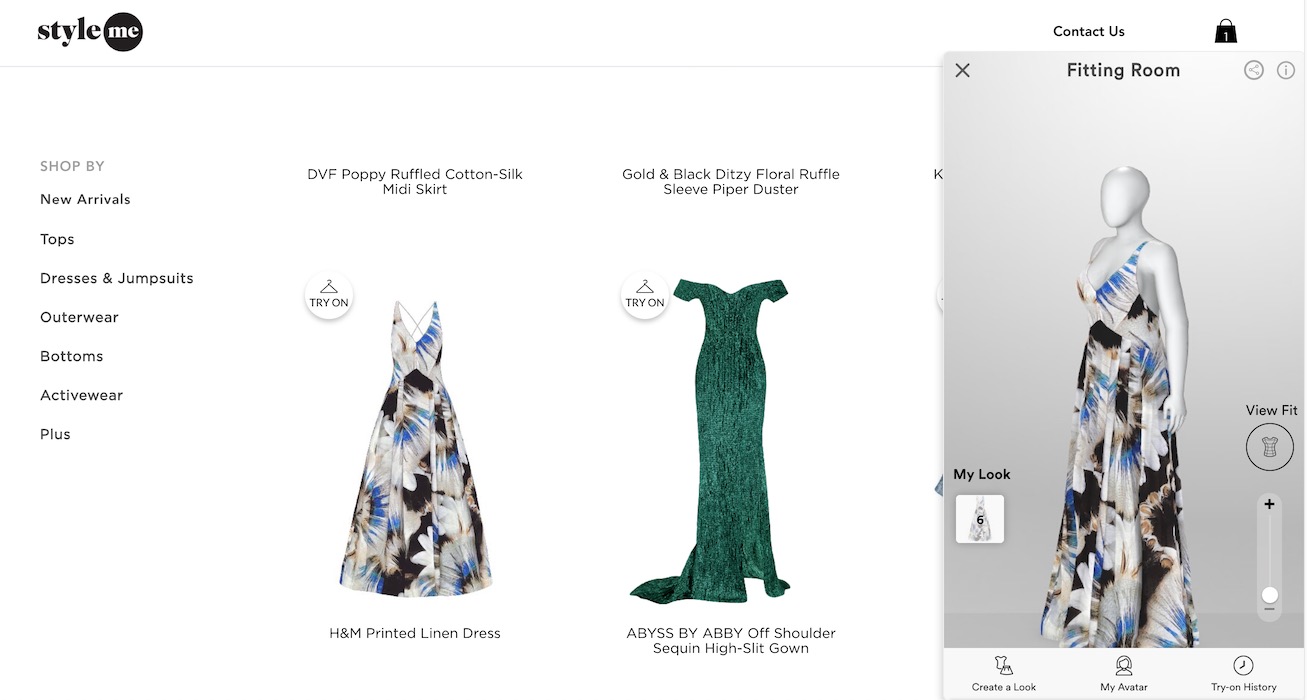 style me
Contact Us
1
Fitting Room
SHOP BY
New Arrivals
Tops
Dresses & Jumpsuits
Outerwear
Bottoms
Activewear
Plus
DVF Poppy Ruffled Cotton-Silk
Midi Skirt
Gold & Black Ditzy Floral Ruffle
Sleeve Piper Duster
K
TRY ON
TRY ON
H&M Printed Linen Dress
ABYSS BY ABBY Off Shoulder
Sequin High-Slit Gown
View Fit
My Look
6
Create a Look
My Avatar
Try-on History